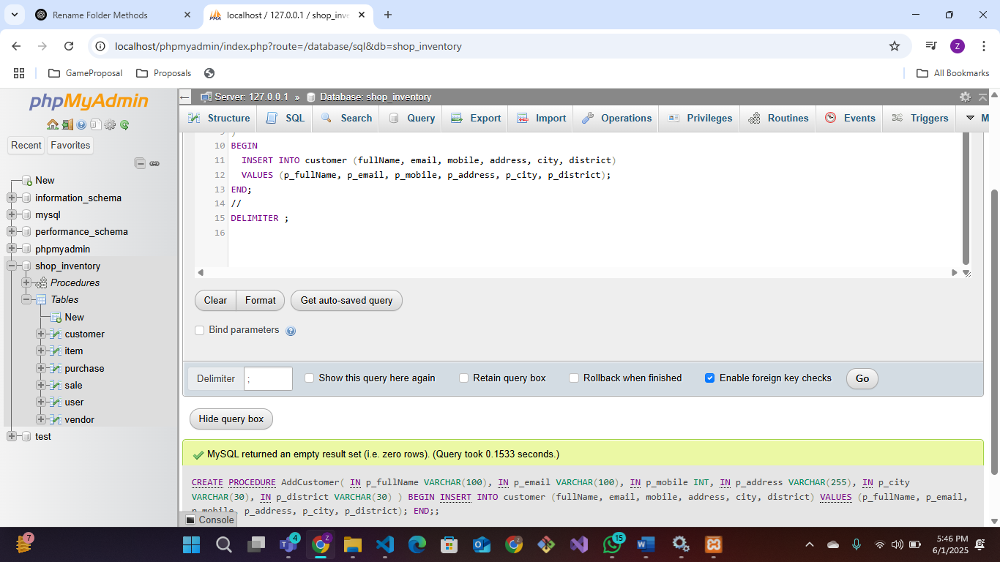 Rename Folder Methods
localhost / 127.0.0.1 / shop_inve
localhost/phpmyadmin/index.php?route=/database/sql&db=shop_inventory
Z
GameProposal
Proposals
All Bookmarks
phpMyAdmin
Recent
Favorites
New
information_schema
mysql
performance_schema
phpmyadmin
shop_inventory
Procedures
Tables
New
customer
item
purchase
sale
user
vendor
test
Server: 127.0.0.1 » Database: shop_inventory
Structure SQL Search Query Export Import Operations Privileges Routines Events Triggers M
9 )
10 BEGIN
11 INSERT INTO customer (fullName, email, mobile, address, city, district)
12 VALUES (p_fullName, p_email, p_mobile, p_address, p_city, p_district);
13 END;
14 //
15 DELIMITER ;
16
Clear Format Get auto-saved query
Bind parameters
Delimiter ; Show this query here again Retain query box Rollback when finished Enable foreign key checks Go
Hide query box
MySQL returned an empty result set (i.e. zero rows). (Query took 0.1533 seconds.)
CREATE PROCEDURE AddCustomer( IN p_fullName VARCHAR(100), IN p_email VARCHAR(100), IN p_mobile INT, IN p_address VARCHAR(255), IN p_city
VARCHAR(30), IN p_district VARCHAR(30) ) BEGIN INSERT INTO customer (fullName, email, mobile, address, city, district) VALUES (p_fullName, p_email,
p_mobile, p_address, p_city, p_district); END;;
Console
7
4
Z
15
5:46 PM
6/1/2025